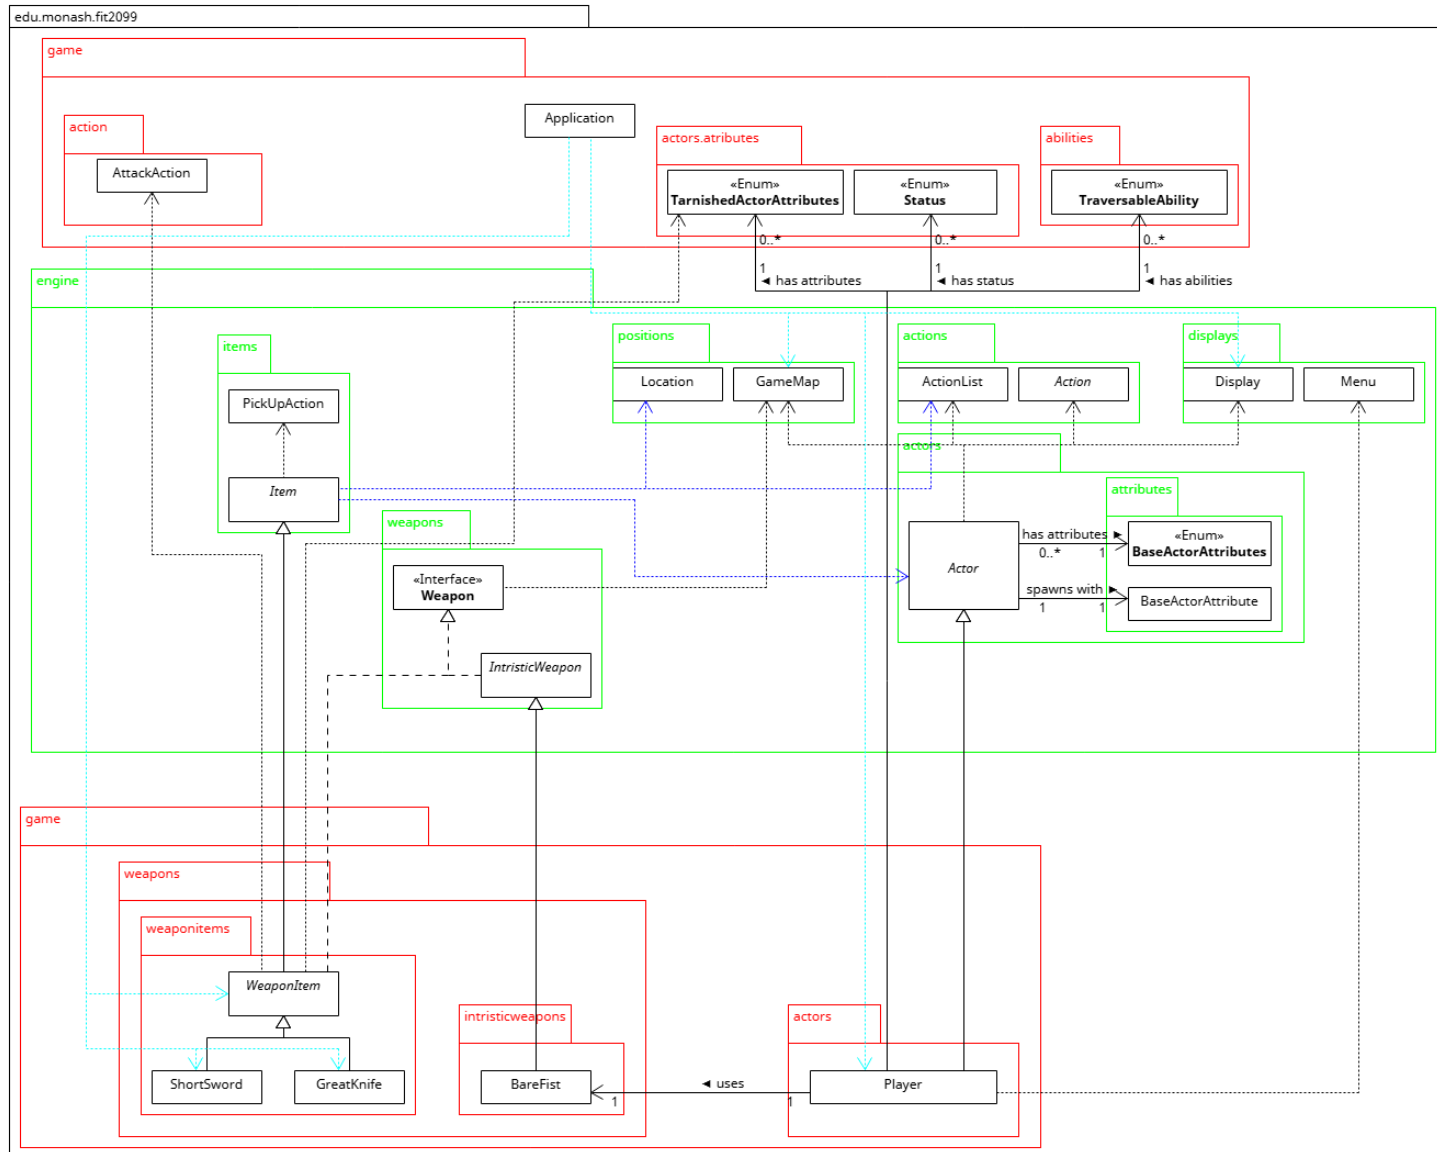 edu.monash.fit2099
game
action
AttackAction
Application
actors.atributes
«Enum»
TarnishedActorAttributes
«Enum»
Status
abilities
«Enum»
TraversableAbility
0..*
0..*
0..*
1
1
1
◄ has attributes
◄ has status
◄ has abilities
engine
items
PickUpAction
Item
positions
Location
GameMap
actions
ActionList
Action
displays
Display
Menu
weapons
«Interface»
Weapon
IntristicWeapon
actors
Actor
attributes
has attributes ►
0..*
1
«Enum»
BaseActorAttributes
spawns with ►
1
1
BaseActorAttribute
game
weapons
weaponitems
WeaponItem
ShortSword
GreatKnife
intristicweapons
BareFist
◄ uses
1
1
actors
Player